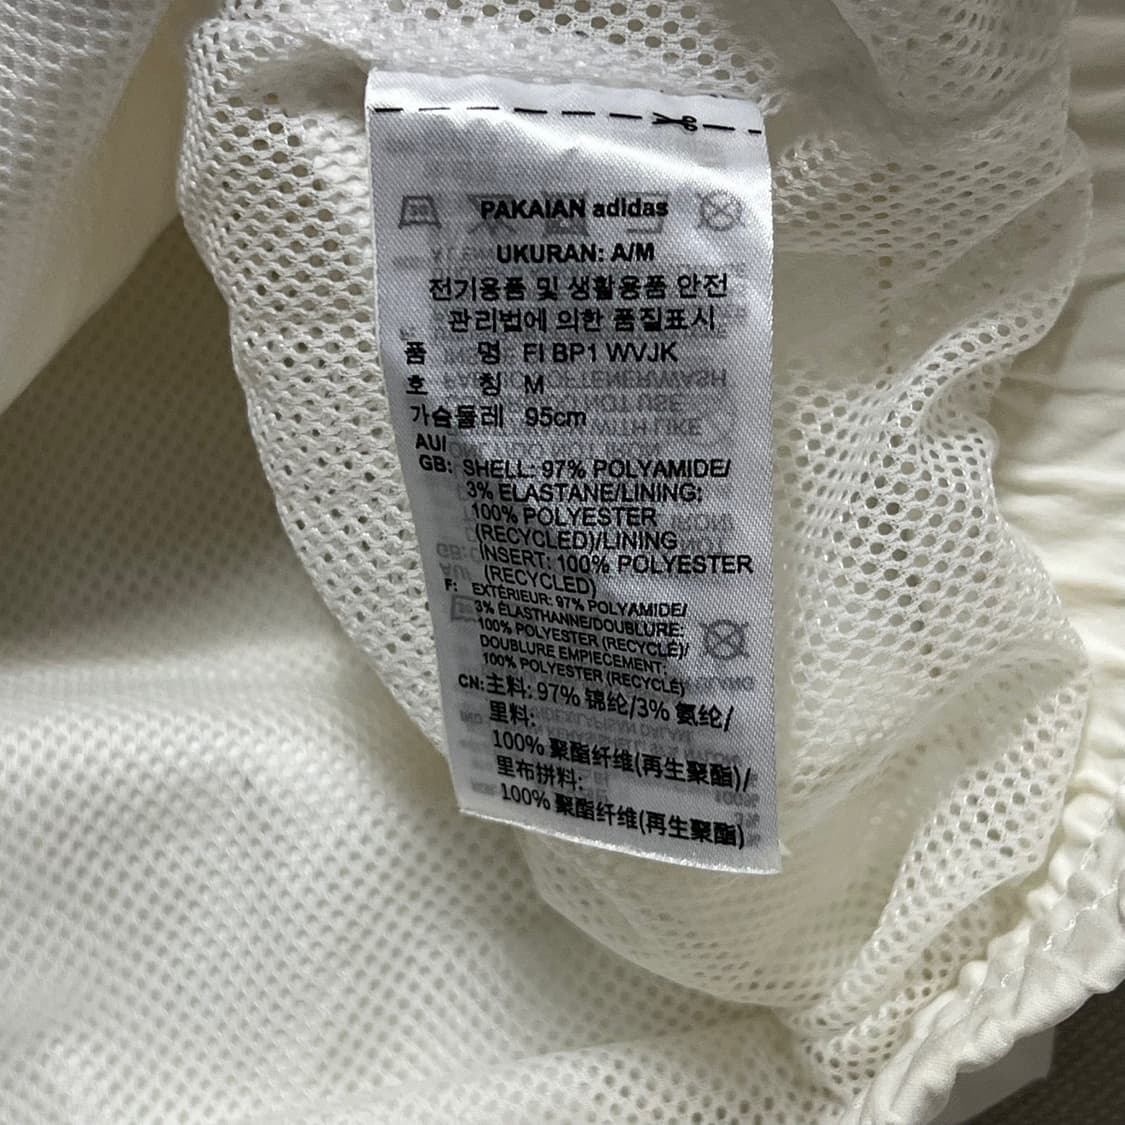 PAKAIAN adidas
UKURAN: A/M
전기용품 및 생활용품 안전
관리법에 의한 품질표시
품 명 FI BP1 WVJK
호 칭 M
가슴둘레 95cm
AU/
GB: SHELL: 97% POLYAMIDE/
3% ELASTANE/LINING:
100% POLYESTER
(RECYCLED)/LINING
INSERT: 100% POLYESTER
(RECYCLED)
F: EXTÉRIEUR: 97% POLYAMIDE/
3% ÉLASTHANNE/DOUBLURE:
100% POLYESTER (RECYCLÉ)/
DOUBLURE EMPIECEMENT:
100% POLYESTER (RECYCLÉ)
CN: 主料: 97% 锦纶/3% 氨纶/
里料:
100% 聚酯纤维(再生聚酯)/
里布拼料:
100% 聚酯纤维(再生聚酯)